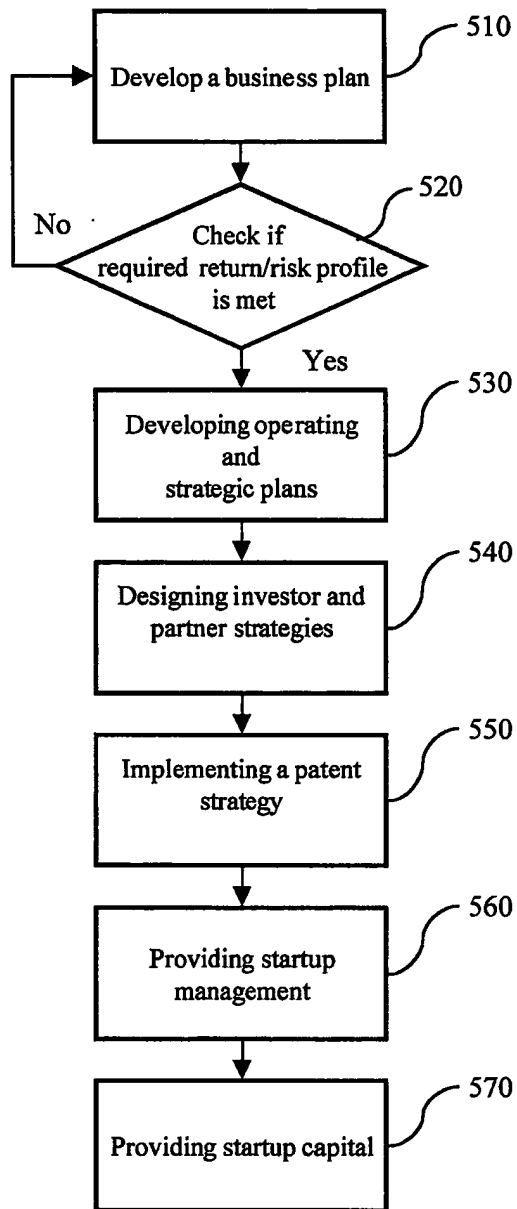 510
Develop a business plan
520
No
Check if
required return/risk profile
is met
Yes
530
Developing operating
and
strategic plans
540
Designing investor and
partner strategies
550
Implementing a patent
strategy
560
Providing startup
management
570
Providing startup capital